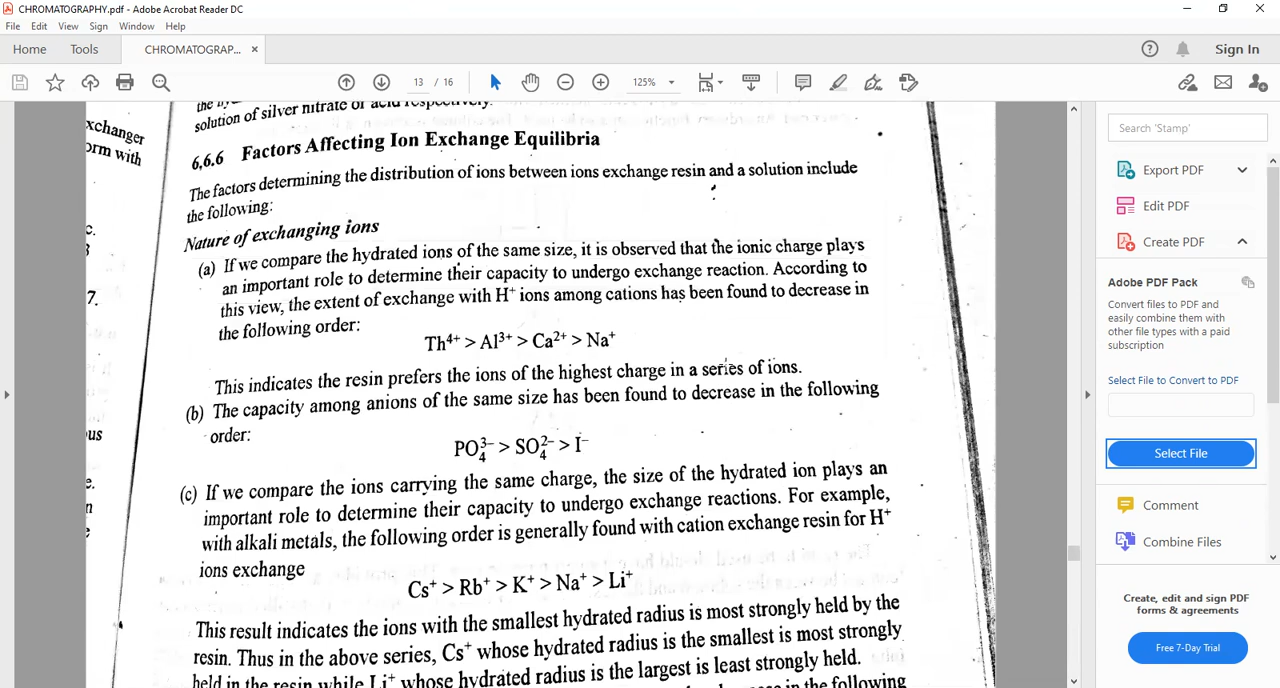 CHROMATOGRAPHY.pdf - Adobe Acrobat Reader DC
File Edit View Sign Window Help
Home Tools CHROMATOGRAP... × Sign In
13 / 16 125%
solution of silver nitrate or acid respectively.
xchanger
orm with
6,6.6 Factors Affecting Ion Exchange Equilibria
The factors determining the distribution of ions between ions exchange resin and a solution include
the following:
Nature of exchanging ions
(a) If we compare the hydrated ions of the same size, it is observed that the ionic charge plays
an important role to determine their capacity to undergo exchange reaction. According to
this view, the extent of exchange with H⁺ ions among cations has been found to decrease in
the following order:
Th⁴⁺ > Al³⁺ > Ca²⁺ > Na⁺
This indicates the resin prefers the ions of the highest charge in a series of ions.
(b) The capacity among anions of the same size has been found to decrease in the following
order:
PO₄³⁻ > SO₄²⁻ > I⁻
(c) If we compare the ions carrying the same charge, the size of the hydrated ion plays an
important role to determine their capacity to undergo exchange reactions. For example,
with alkali metals, the following order is generally found with cation exchange resin for H⁺
ions exchange
Cs⁺ > Rb⁺ > K⁺ > Na⁺ > Li⁺
This result indicates the ions with the smallest hydrated radius is most strongly held by the
resin. Thus in the above series, Cs⁺ whose hydrated radius is the smallest is most strongly
held in the resin while Li⁺ whose hydrated radius is the largest is least strongly held.
in the following
c.
7.
ous
e.
n
e
Search 'Stamp'
Export PDF
Edit PDF
Create PDF
Adobe PDF Pack
Convert files to PDF and
easily combine them with
other file types with a paid
subscription
Select File to Convert to PDF
Select File
Comment
Combine Files
Create, edit and sign PDF
forms & agreements
Free 7-Day Trial